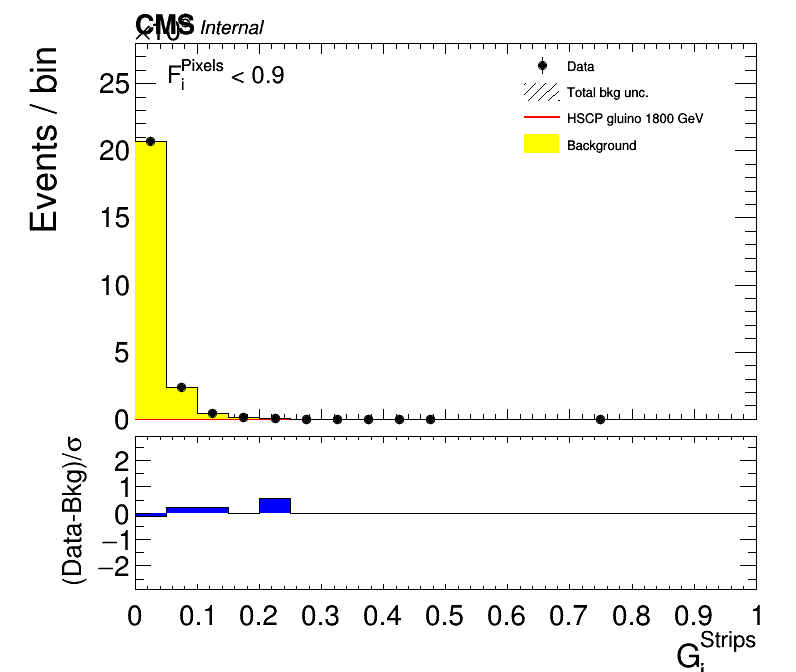 CMS Internal
F_i^Pixels < 0.9
Data
Total bkg unc.
HSCP gluino 1800 GeV
Background
Events / bin
25
20
15
10
5
0
(Data-Bkg)/σ
2
1
0
−1
−2
0 0.1 0.2 0.3 0.4 0.5 0.6 0.7 0.8 0.9 1
G_i^Strips